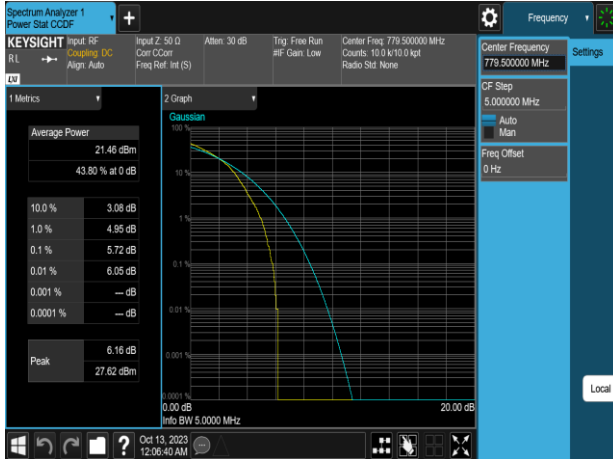 Spectrum Analyzer 1
Power Stat CCDF
+
Frequency
KEYSIGHT
RL
LXI
Input: RF
Coupling: DC
Align: Auto
Input Z: 50 Ω
Corr CCorr
Freq Ref: Int (S)
Atten: 30 dB
Trig: Free Run
#IF Gain: Low
Center Freq: 779.500000 MHz
Counts: 10.0 k/10.0 kpt
Radio Std: None
Center Frequency
779.500000 MHz
Settings
CF Step
5.000000 MHz
Auto
Man
Freq Offset
0 Hz
1 Metrics
Average Power
21.46 dBm
43.80 % at 0 dB
10.0 % 3.08 dB
1.0 % 4.95 dB
0.1 % 5.72 dB
0.01 % 6.05 dB
0.001 % --- dB
0.0001 % --- dB
Peak
6.16 dB
27.62 dBm
2 Graph
Gaussian
100 %
10 %
1 %
0.1 %
0.01 %
0.001 %
0.0001 %
0.00 dB 20.00 dB
Info BW 5.0000 MHz
Local
?
Oct 13, 2023
12:06:40 AM